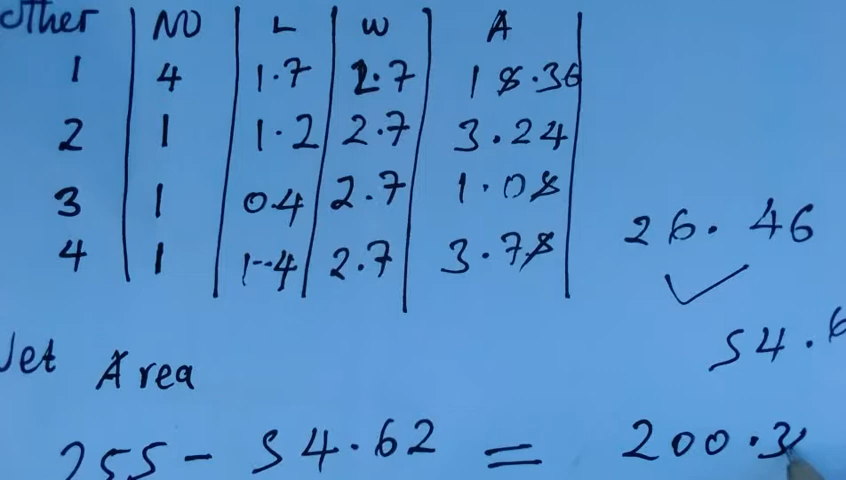 Other NO L W A
1 4 1.7 2.7 18.36
2 1 1.2 2.7 3.24
3 1 0.4 2.7 1.08
4 1 1.4 2.7 3.78
26.46
54.6
Net Area
255 - 54.62 = 200.3